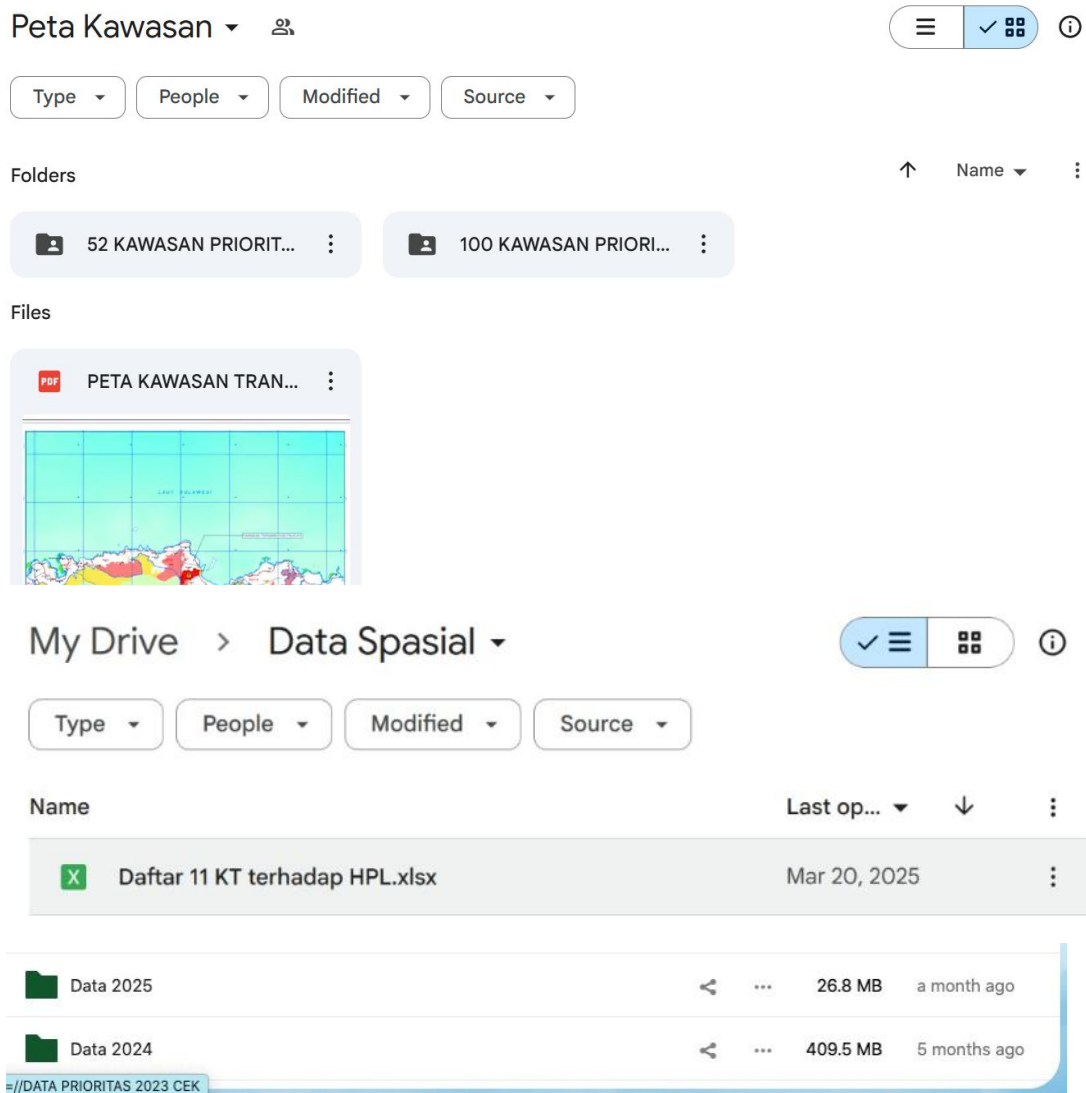 Peta Kawasan
Type People Modified Source
Folders
Name
52 KAWASAN PRIORIT... 100 KAWASAN PRIORI...
Files
PDF PETA KAWASAN TRAN...
LAUT SULAWESI
My Drive > Data Spasial
Type People Modified Source
Name Last op...
X Daftar 11 KT terhadap HPL.xlsx Mar 20, 2025
Data 2025 26.8 MB a month ago
Data 2024 409.5 MB 5 months ago
=//DATA PRIORITAS 2023 CEK